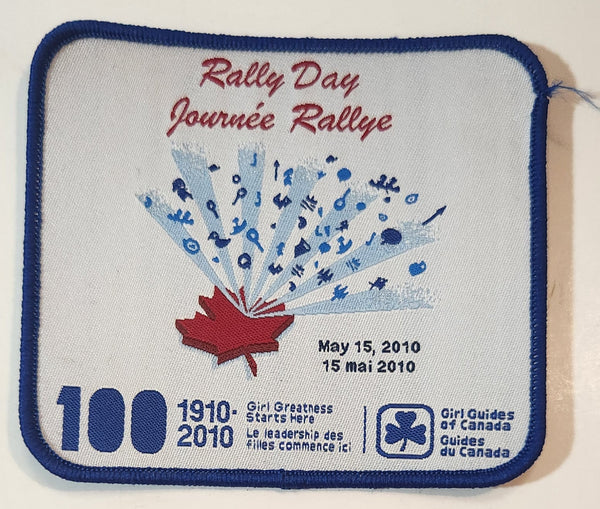 Rally Day
Journée Rallye
May 15, 2010
15 mai 2010
100
1910-
2010
Girl Greatness
Starts Here
Le leadership des
filles commence ici
Girl Guides
of Canada
Guides
du Canada